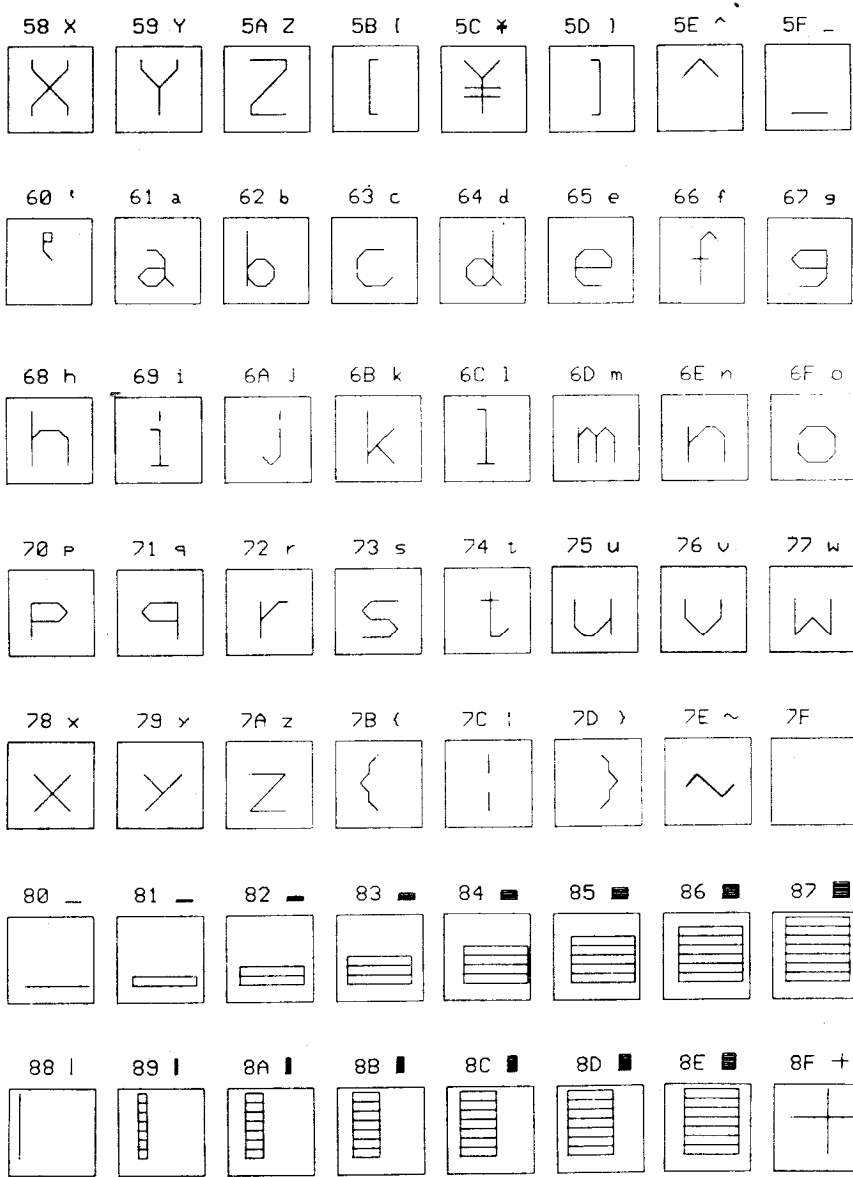 58 X 59 Y 5A Z 5B [ 5C ¥ 5D ] 5E ^ 5F _
X Y Z [ ¥ ] ^ _
60 ‘ 61 a 62 b 63 c 64 d 65 e 66 f 67 g
‘ a b c d e f g
68 h 69 i 6A j 6B k 6C l 6D m 6E n 6F o
h i j k l m n o
70 p 71 q 72 r 73 s 74 t 75 u 76 v 77 w
p q r s t u v w
78 x 79 y 7A z 7B { 7C ¦ 7D } 7E ~ 7F
x y z { ¦ } ~
80 ▁ 81 ▂ 82 ▃ 83 ▄ 84 ▅ 85 ▆ 86 ▇ 87 █
88 ▏ 89 ▎ 8A ▍ 8B ▌ 8C ▋ 8D ▊ 8E ▉ 8F ┼
┼